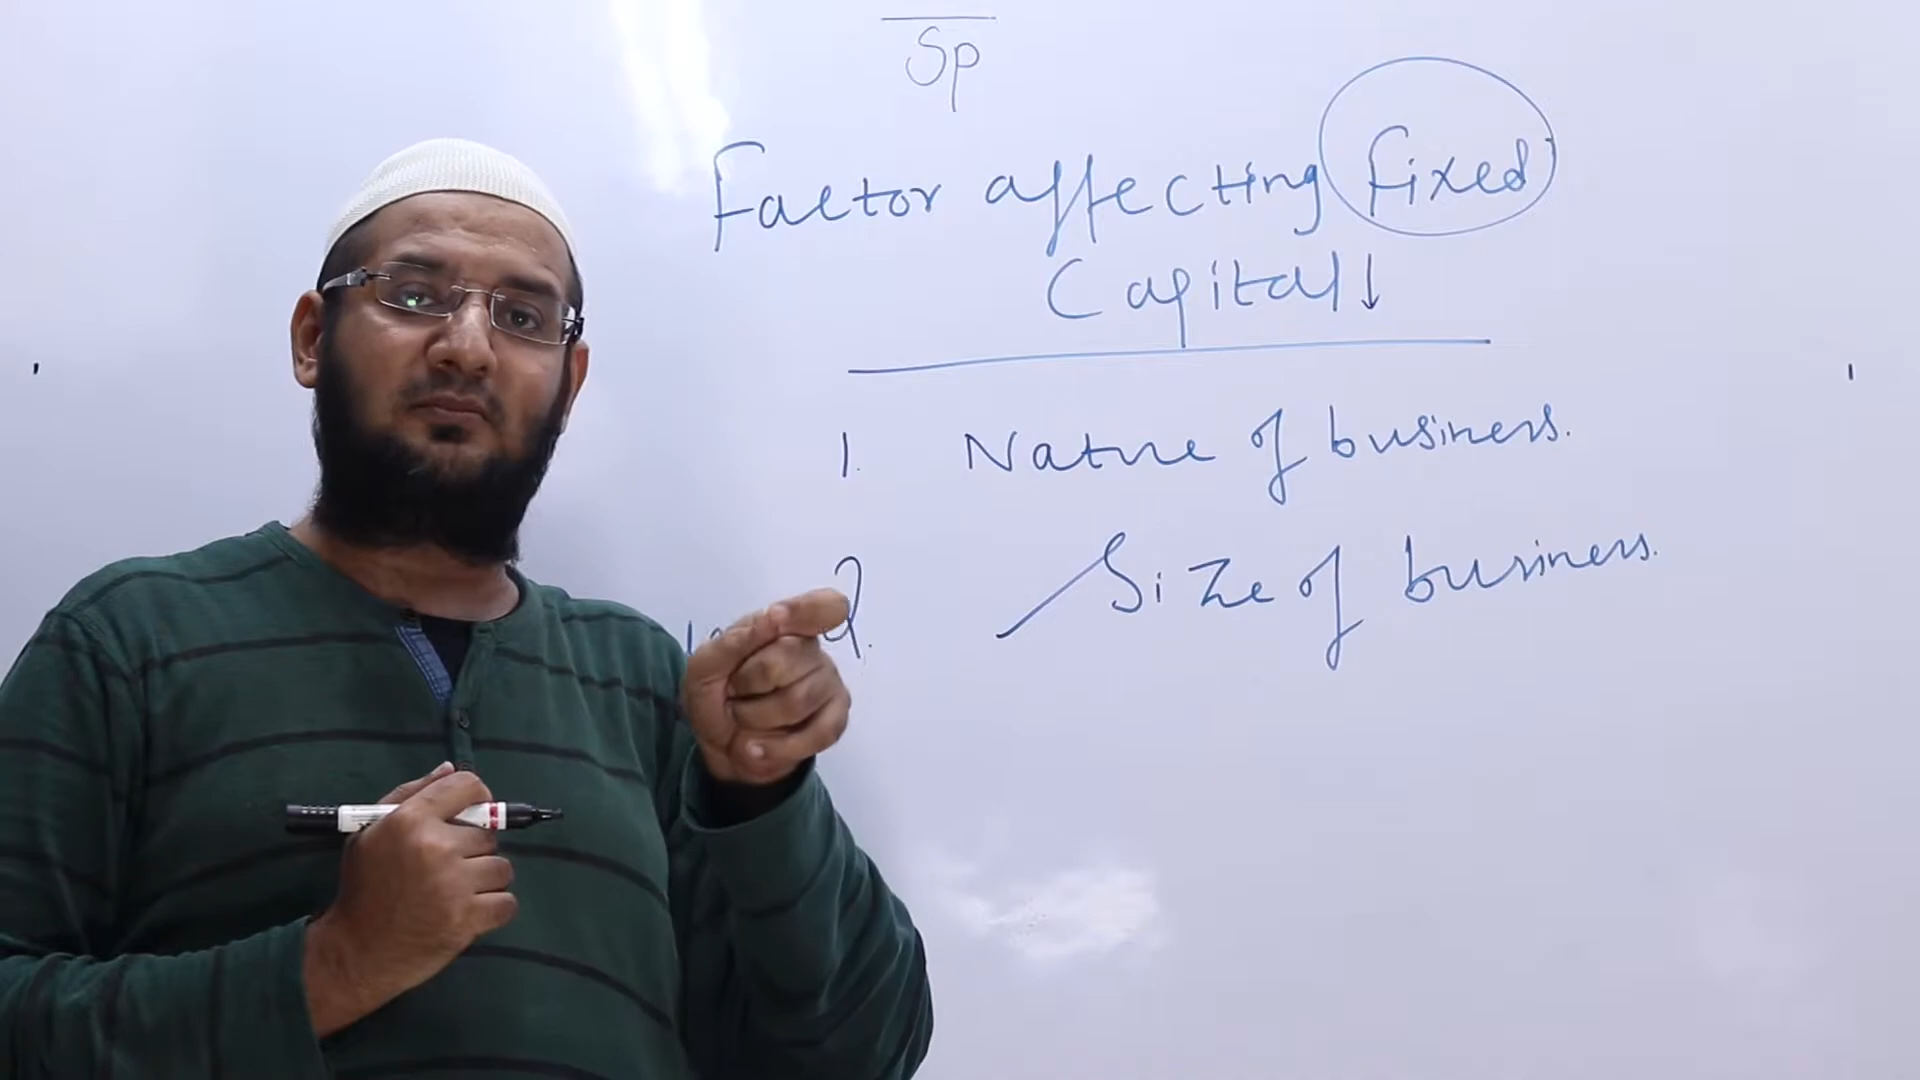 Sp
Factor affecting Fixed
Capital ↓
1. Nature of business.
2. Size of business.